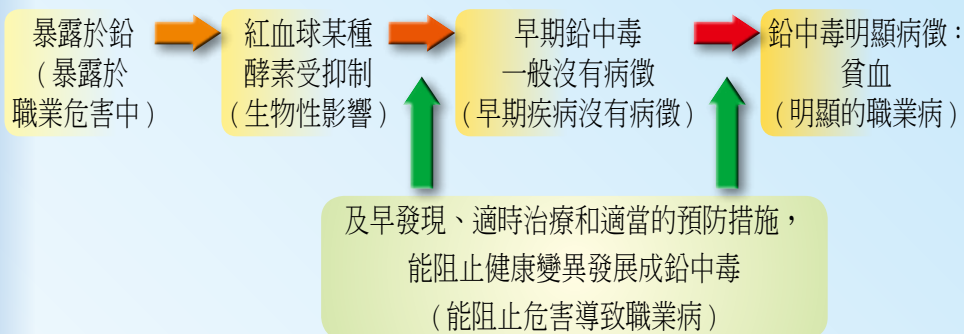 暴露於鉛
(暴露於
職業危害中)
紅血球某種
酵素受抑制
(生物性影響)
早期鉛中毒
一般沒有病徵
(早期疾病沒有病徵)
鉛中毒明顯病徵：
貧血
(明顯的職業病)
及早發現、適時治療和適當的預防措施，
能阻止健康變異發展成鉛中毒
(能阻止危害導致職業病)